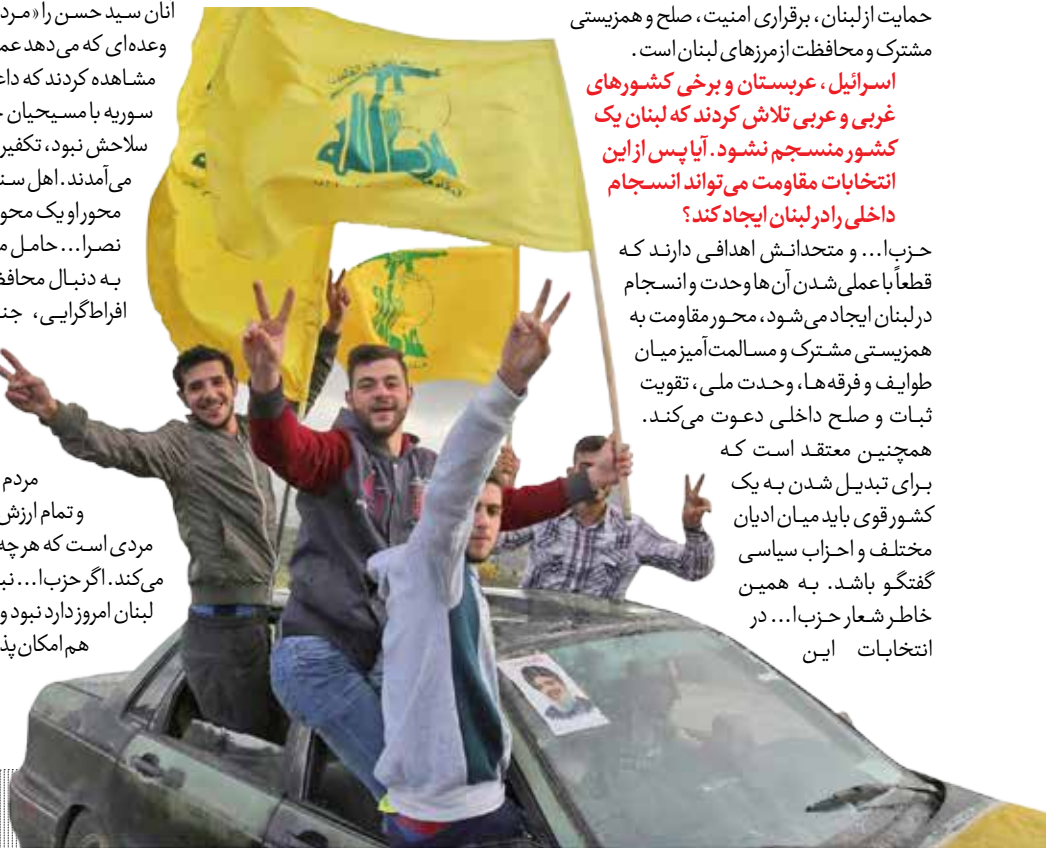 حمایت از لبنان، برقراری امنیت، صلح و همزیستی
مشترک و محافظت از مرزهای لبنان است.
اسرائیل، عربستان و برخی کشورهای
غربی و عربی تلاش کردند که لبنان یک
کشور منسجم نشود. آیا پس از این
انتخابات مقاومت می‌تواند انسجام
داخلی را در لبنان ایجاد کند؟
حزب‌ا... و متحدانش اهدافی دارند که
قطعاً با عملی‌شدن آن‌ها وحدت و انسجام
در لبنان ایجاد می‌شود، محور مقاومت به
همزیستی مشترک و مسالمت‌آمیز میان
طوایف و فرقه‌ها، وحدت ملی، تقویت
ثبات و صلح داخلی دعوت می‌کند.
همچنین معتقد است که
برای تبدیل شدن به یک
کشور قوی باید میان ادیان
مختلف و احزاب سیاسی
گفتگو باشد. به همین
خاطر شعار حزب‌ا... در
انتخابات این
آنان سید حسن را «مرد
وعده‌ای که می‌دهد عم
مشاهده کردند که داع
سوریه با مسیحیان
سلاحش نبود، تکفیر
می‌آمدند. اهل سن
محور او یک محو
نصرا... حامل م
به دنبال محافظ
افراط‌گرایی، جن
مردم
و تمام ارزش
مردی است که هر چه
می‌کند. اگر حزب‌ا... نب
لبنان امروز دارد نبود و
هم امکان‌پذ
حزب الله